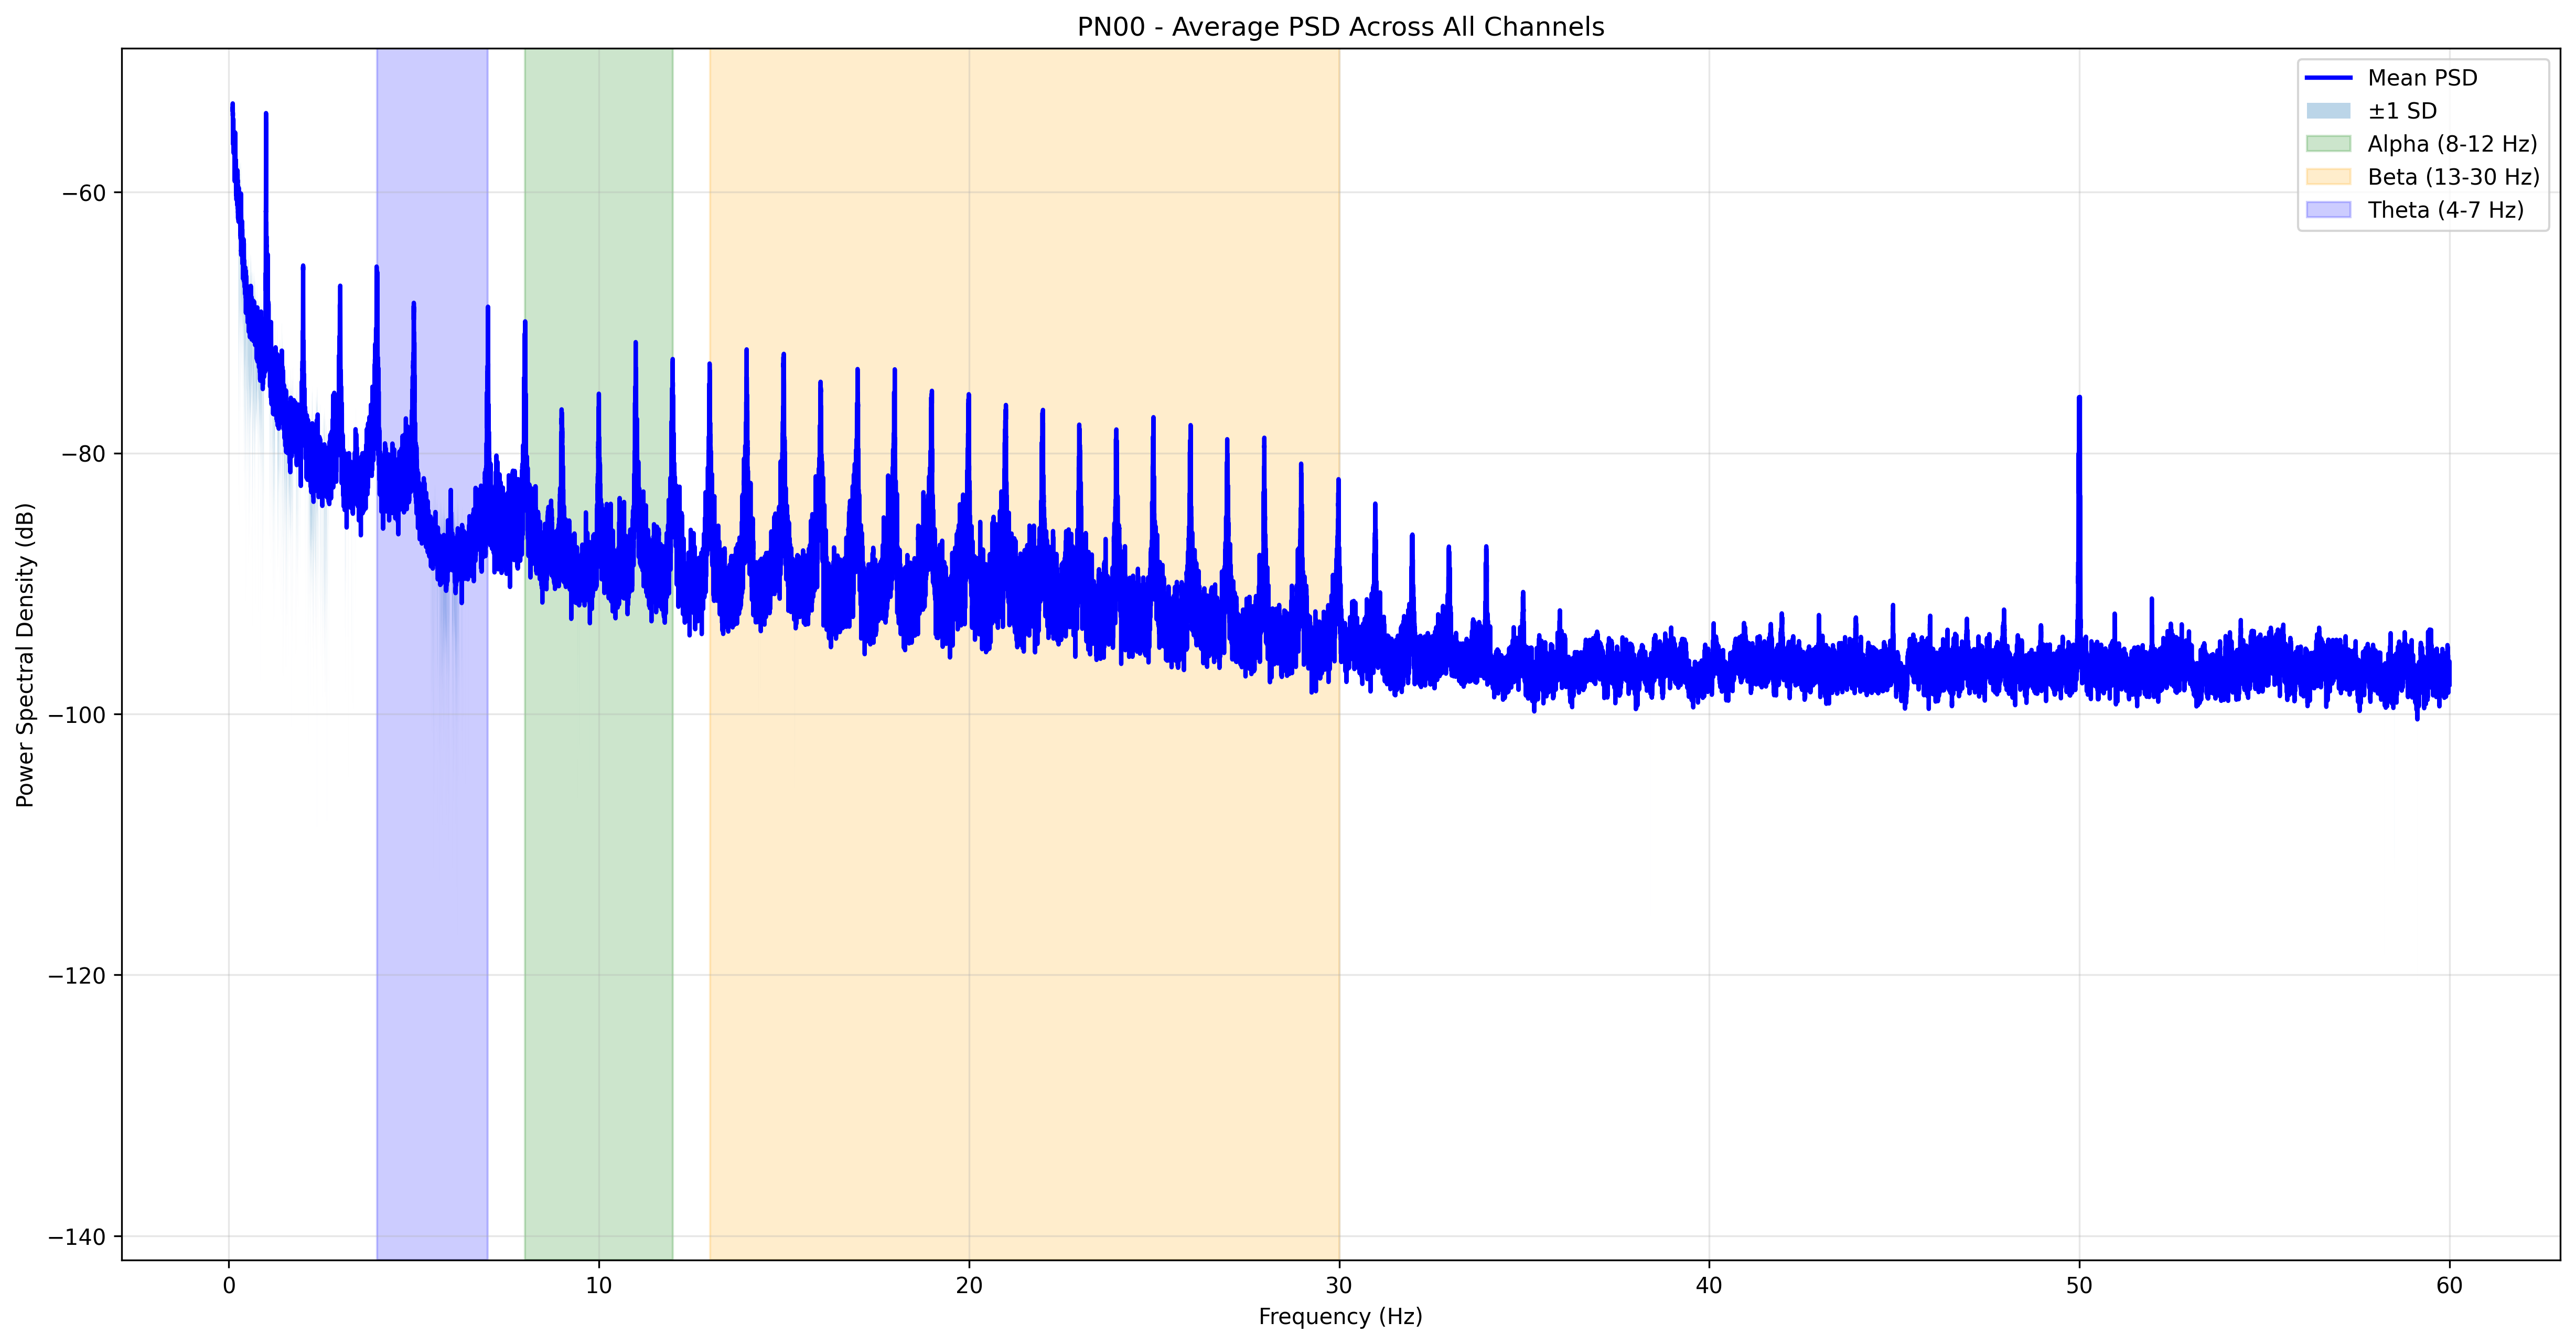 PN00 - Average PSD Across All Channels
Mean PSD
±1 SD
Alpha (8-12 Hz)
Beta (13-30 Hz)
Theta (4-7 Hz)
Power Spectral Density (dB)
−60
−80
−100
−120
−140
0 10 20 30 40 50 60
Frequency (Hz)